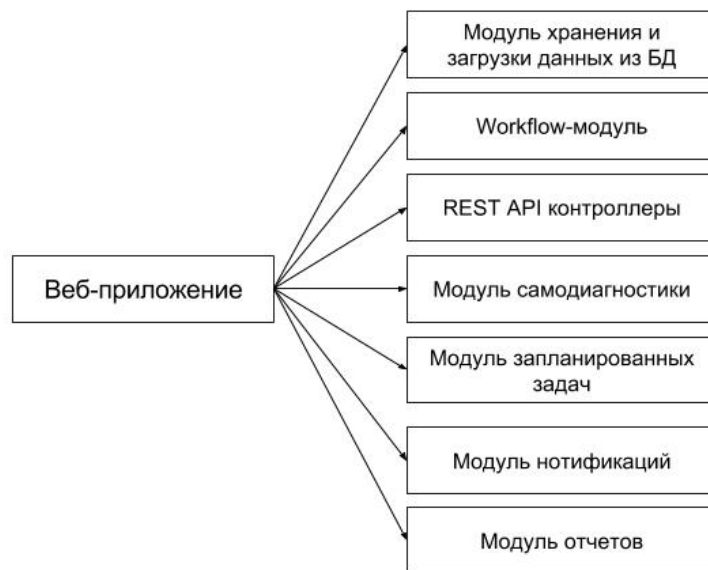 Модуль хранения и
загрузки данных из БД
Workflow-модуль
REST API контроллеры
Веб-приложение
Модуль самодиагностики
Модуль запланированных
задач
Модуль нотификаций
Модуль отчетов